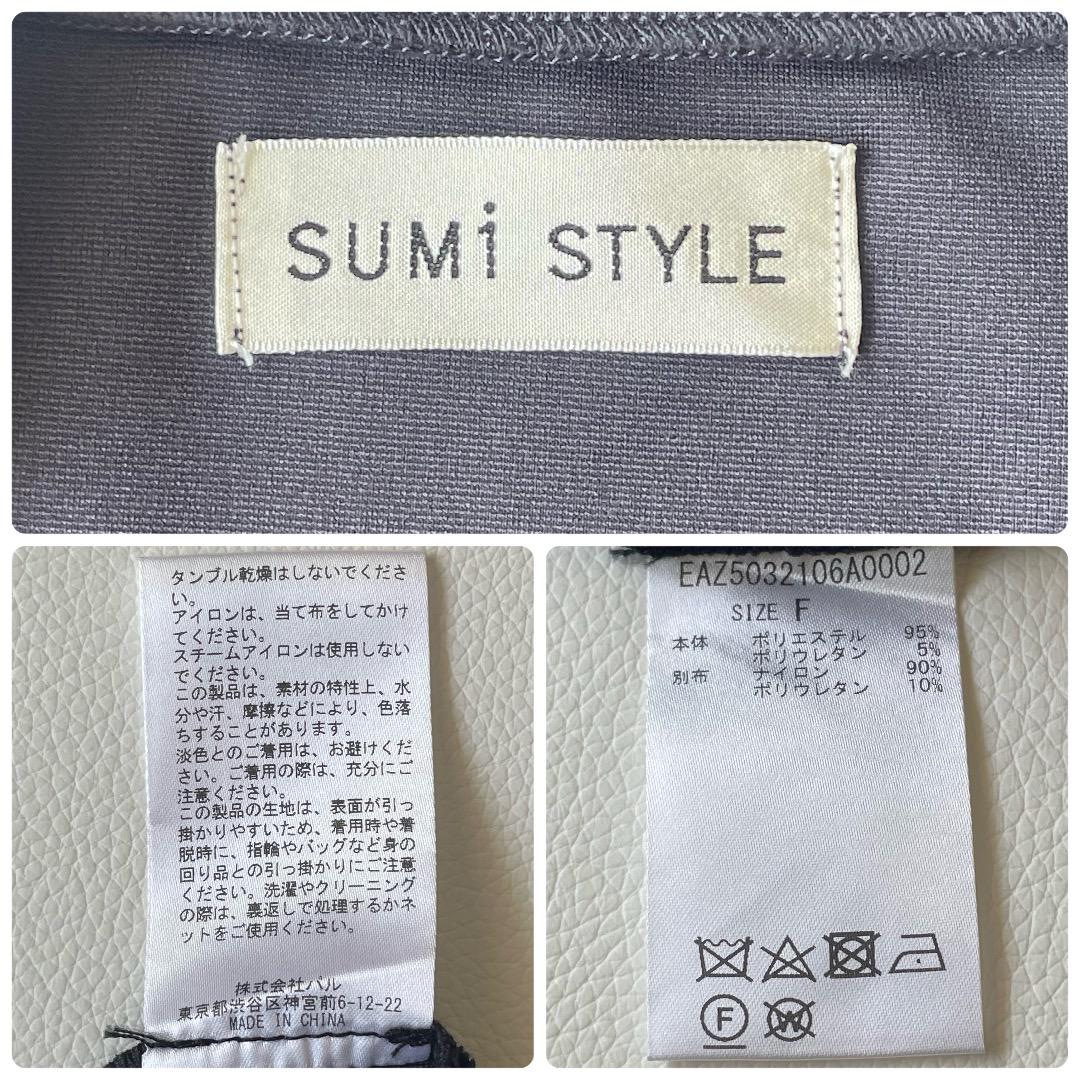 SUMi STYLE
タンブル乾燥はしないでくださ
い。
アイロンは、当て布をしてかけ
てください。
スチームアイロンは使用しない
でください。
この製品は、素材の特性上、水
分や汗、摩擦などにより、色落
ちすることがあります。
淡色とのご着用は、お避けくだ
さい。ご着用の際は、充分にご
注意ください。
この製品の生地は、表面が引っ
掛かりやすいため、着用時や着
脱時に、指輪やバッグなど身の
回り品との引っ掛かりにご注意
ください。洗濯やクリーニング
の際は、裏返しで処理するかネ
ットをご使用ください。
株式会社パル
東京都渋谷区神宮前6-12-22
MADE IN CHINA
EAZ5032106A0002
SIZE F
本体 ポリエステル 95%
ポリウレタン 5%
別布 ナイロン 90%
ポリウレタン 10%
F W